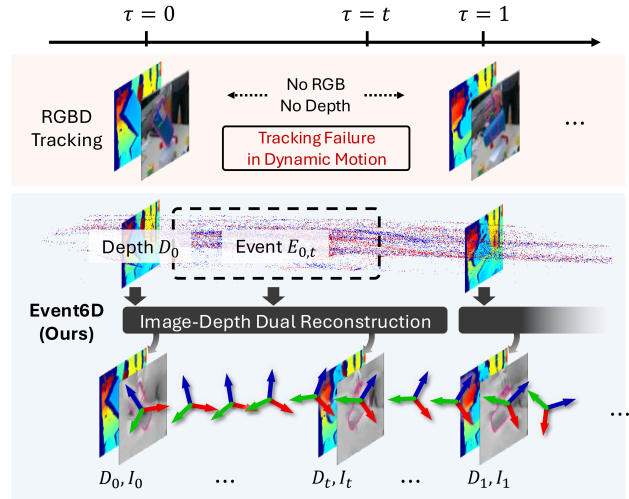 τ = 0
τ = t
τ = 1
RGBD
Tracking
No RGB
No Depth
Tracking Failure
in Dynamic Motion
...
Depth D₀
Event E₀,ₜ
Event6D
(Ours)
Image-Depth Dual Reconstruction
...
D₀, I₀
...
Dₜ, Iₜ
...
D₁, I₁